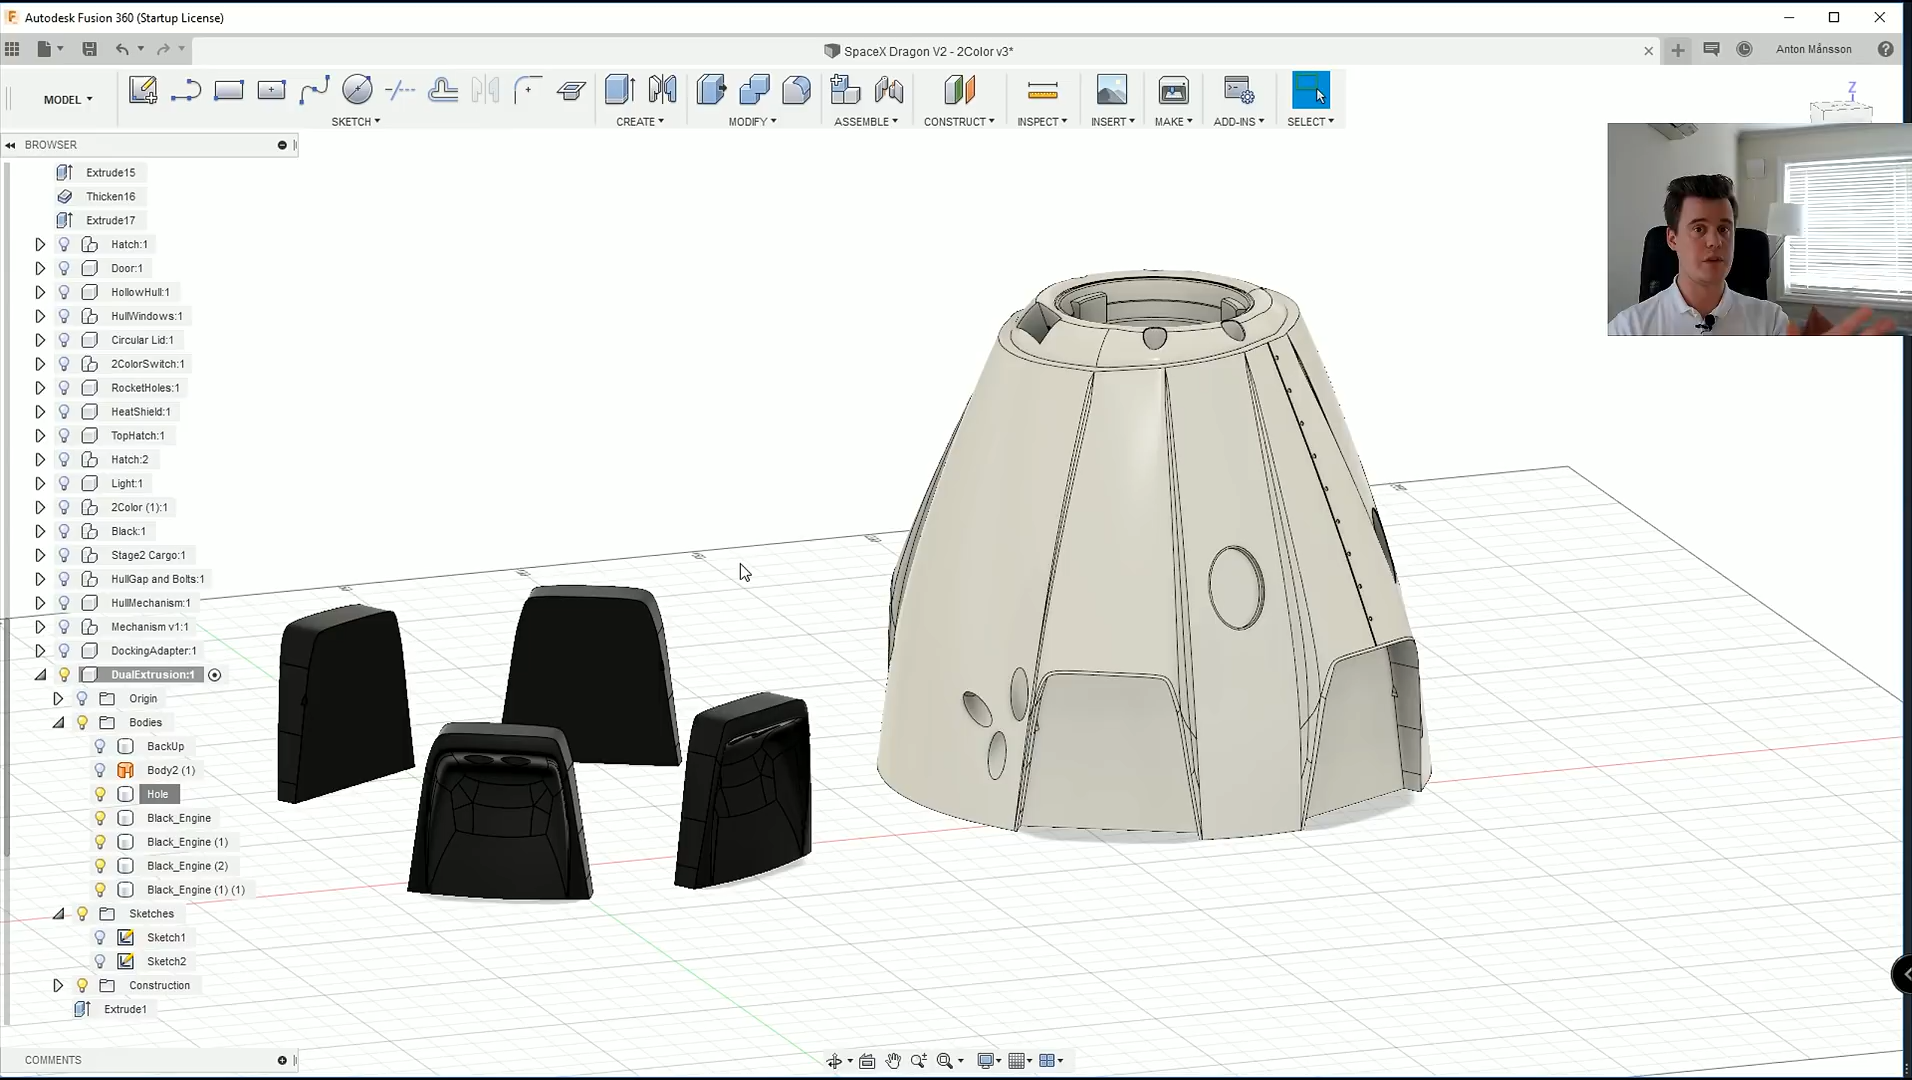 Autodesk Fusion 360 (Startup License)
SpaceX Dragon V2 - 2Color v3*
Anton Månsson
MODEL
SKETCH
CREATE
MODIFY
ASSEMBLE
CONSTRUCT
INSPECT
INSERT
MAKE
ADD-INS
SELECT
Z
BROWSER
Extrude15
Thicken16
Extrude17
Hatch:1
Door:1
HollowHull:1
HullWindows:1
Circular Lid:1
2ColorSwitch:1
RocketHoles:1
HeatShield:1
TopHatch:1
Hatch:2
Light:1
2Color (1):1
Black:1
Stage2 Cargo:1
HullGap and Bolts:1
HullMechanism:1
Mechanism v1:1
DockingAdapter:1
DualExtrusion:1
Origin
Bodies
BackUp
Body2 (1)
Hole
Black_Engine
Black_Engine (1)
Black_Engine (2)
Black_Engine (1) (1)
Sketches
Sketch1
Sketch2
Construction
Extrude1
COMMENTS